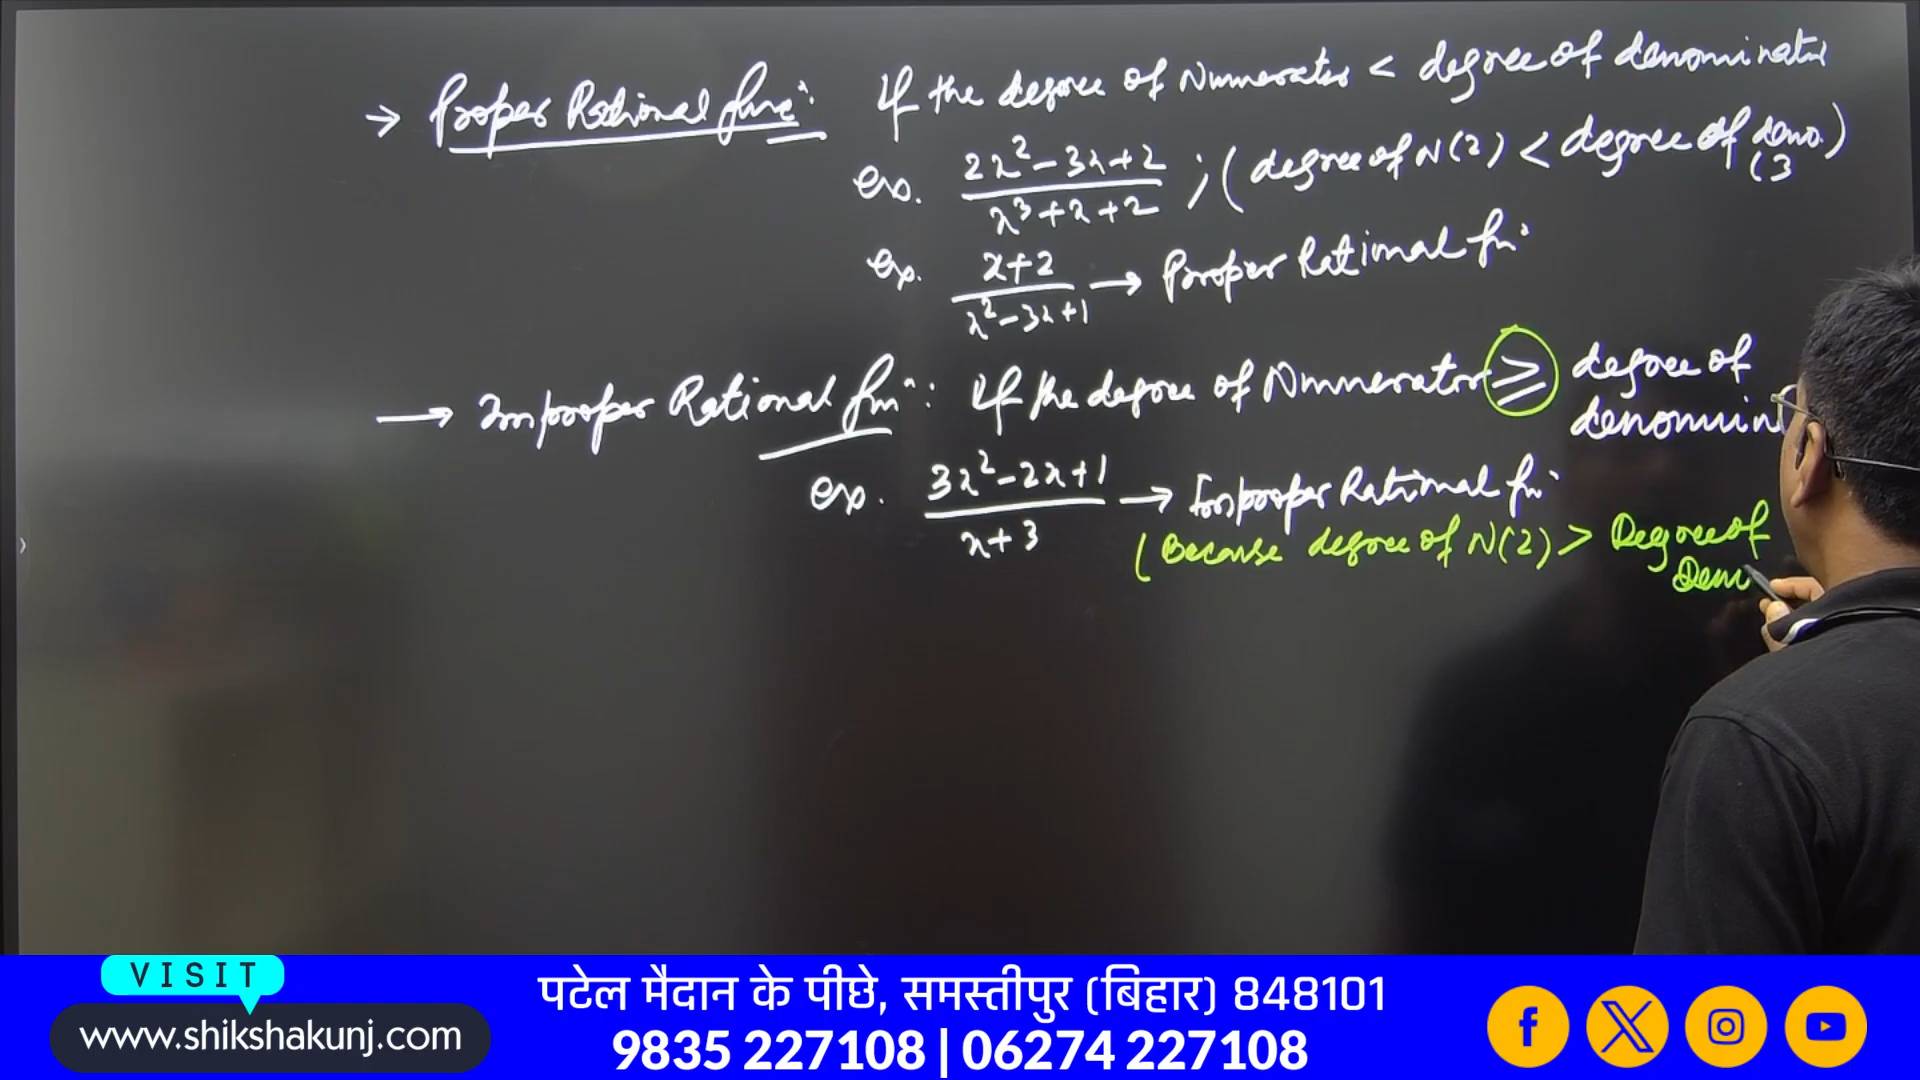 → Proper Rational func^n: If the degree of Numerator < degree of denominator
ex. (2x² - 3x + 2)/(x³ + x + 2) ; (degree of N(2) < degree of deno. (3)
ex. (x+2)/(x² - 3x + 1) → Proper Rational fn^n
→ Improper Rational fn^n: If the degree of Numerator ≥ degree of
denomin
ex. (3x² - 2x + 1)/(x + 3) → Improper Rational fn^n
(Because degree of N(2) > Degree of
Deno
VISIT
www.shikshakunj.com
पटेल मैदान के पीछे, समस्तीपुर (बिहार) 848101
9835 227108 | 06274 227108